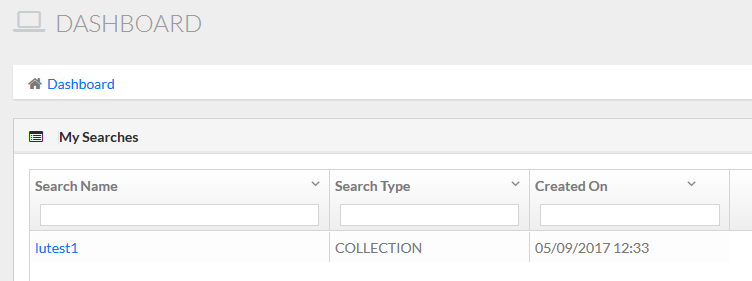 DASHBOARD
Dashboard
My Searches
Search Name Search Type Created On
lutest1 COLLECTION 05/09/2017 12:33